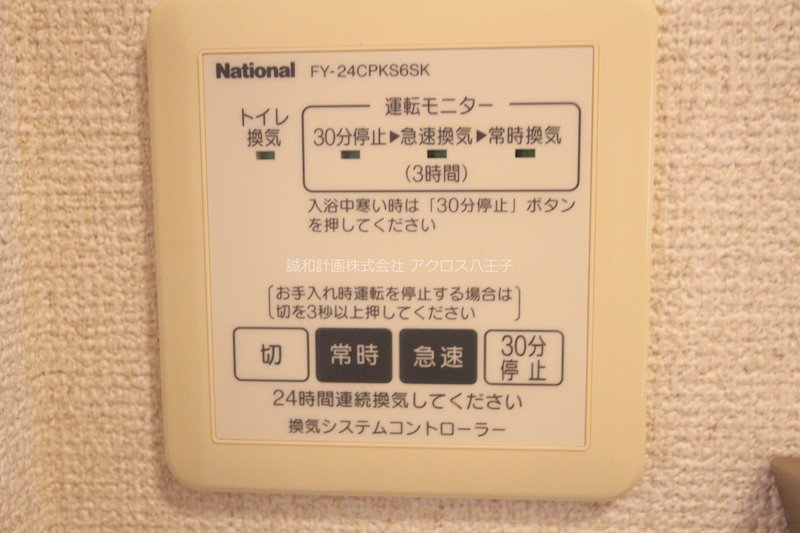 National FY-24CPKS6SK
運転モニター
トイレ
換気
30分停止▶急速換気▶常時換気
(3時間)
入浴中寒い時は「30分停止」ボタン
を押してください
誠和計画株式会社 アクロス八王子
お手入れ時運転を停止する場合は
切を3秒以上押してください
切 常時 急速 30分
停止
24時間連続換気してください
換気システムコントローラー